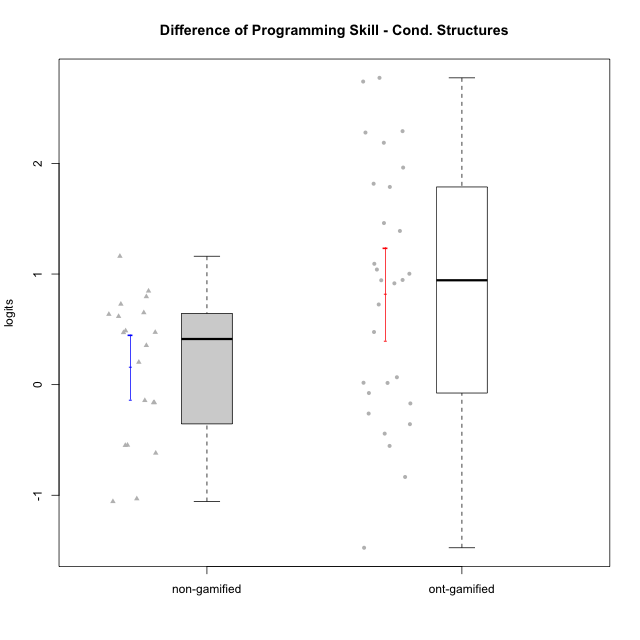 Difference of Programming Skill - Cond. Structures
logits
2
1
0
-1
non-gamified
ont-gamified